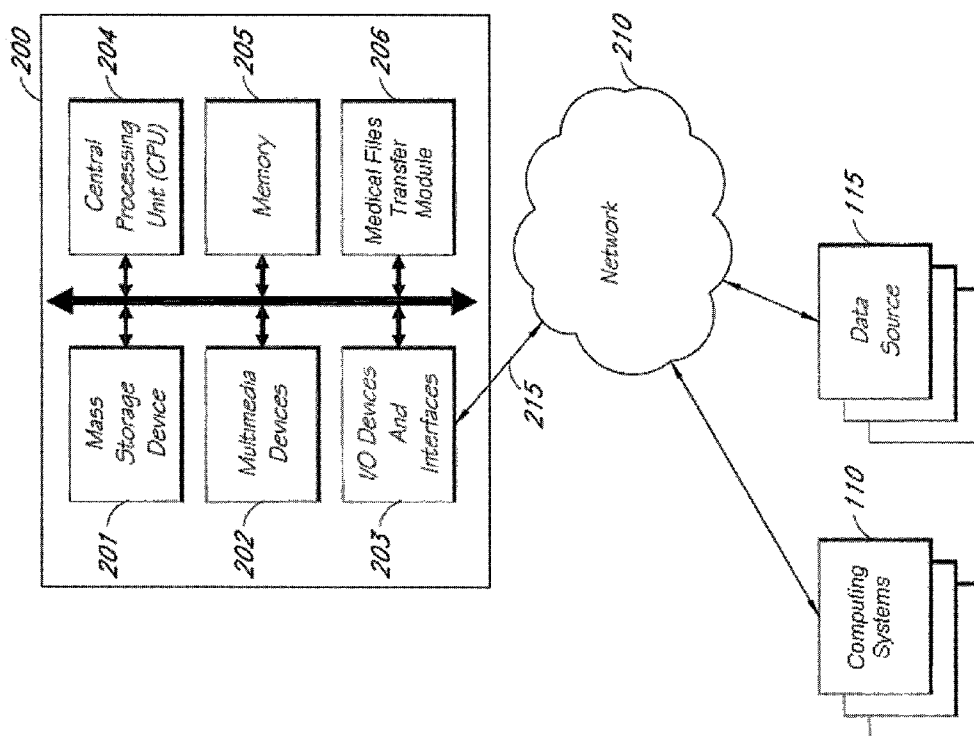 200
Mass
Storage
Device
201
Central
Processing
Unit (CPU)
204
Multimedia
Devices
202
Memory
205
I/O Devices
And
Interfaces
203
Medical Files
Transfer
Module
206
215
Network
210
Computing
Systems
110
Data
Source
115